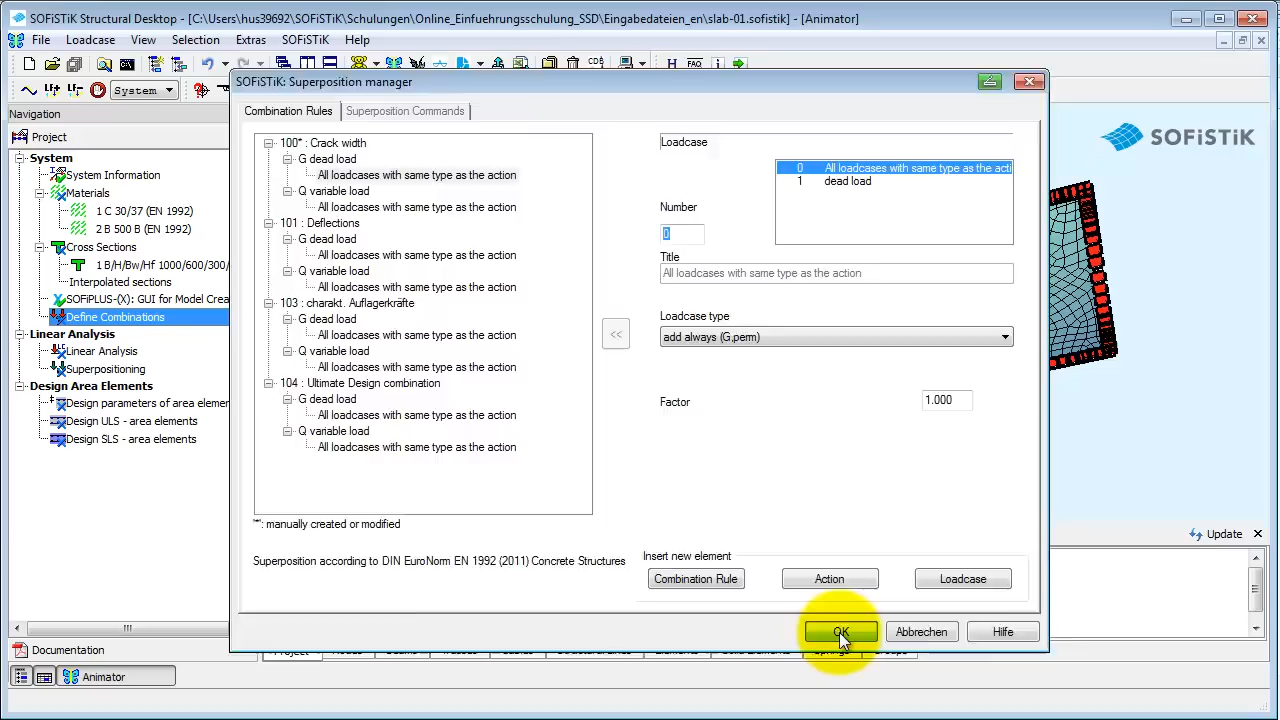 SOFiSTiK Structural Desktop - [C:\Users\hus39692\SOFiSTiK\Schulungen\Online_Einfuehrungsschulung_SSD\Eingabedateien_en\slab-01.sofistik] - [Animator]
File Loadcase View Selection Extras SOFiSTiK Help
System
Navigation
Project
System
System Information
Materials
1 C 30/37 (EN 1992)
2 B 500 B (EN 1992)
Cross Sections
1 B/H/Bw/Hf 1000/600/300/
Interpolated sections
SOFiPLUS-(X): GUI for Model Crea
Define Combinations
Linear Analysis
Linear Analysis
Superpositioning
Design Area Elements
Design parameters of area elemen
Design ULS - area elements
Design SLS - area elements
Documentation
Animator
SOFiSTiK: Superposition manager
Combination Rules Superposition Commands
100* : Crack width
G dead load
All loadcases with same type as the action
Q variable load
All loadcases with same type as the action
101 : Deflections
G dead load
All loadcases with same type as the action
Q variable load
All loadcases with same type as the action
103 : charakt. Auflagerkräfte
G dead load
All loadcases with same type as the action
Q variable load
All loadcases with same type as the action
104 : Ultimate Design combination
G dead load
All loadcases with same type as the action
Q variable load
All loadcases with same type as the action
'*': manually created or modified
Superposition according to DIN EuroNorm EN 1992 (2011) Concrete Structures
Loadcase
0 All loadcases with same type as the acti
1 dead load
Number
0
Title
All loadcases with same type as the action
Loadcase type
add always (G,perm)
<<
Factor
1.000
Insert new element
Combination Rule Action Loadcase
OK Abbrechen Hilfe
SOFiSTiK
Update